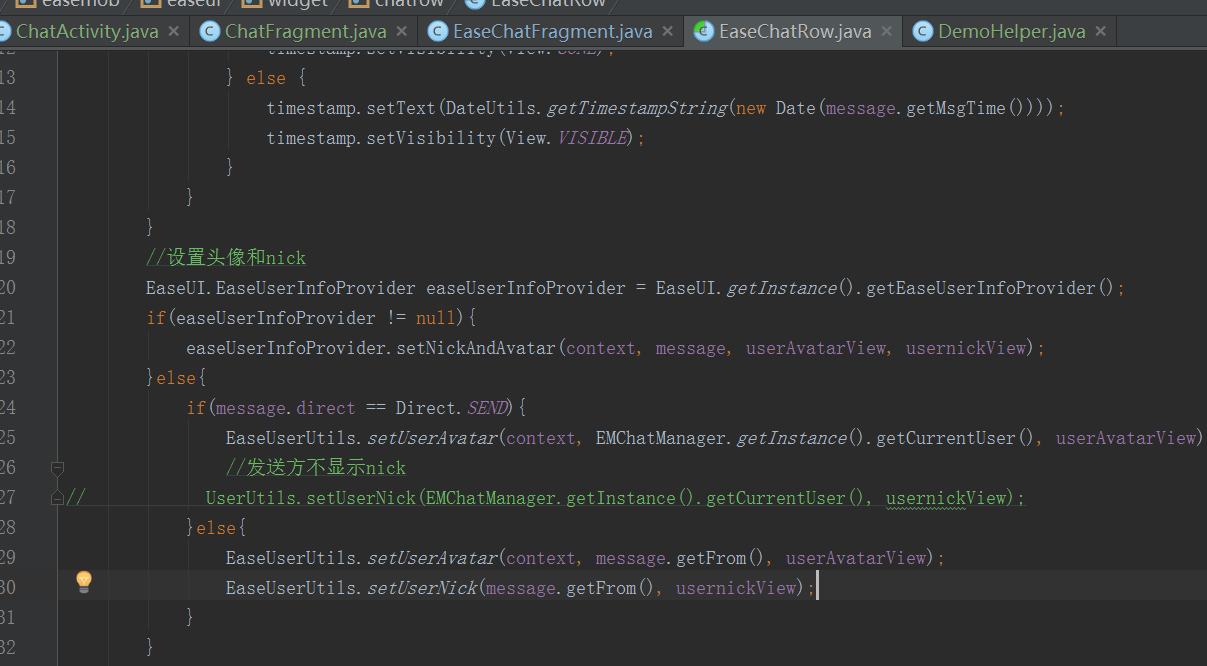 easemob easeui widget chatrow EaseChatRow
ChatActivity.java × ChatFragment.java × EaseChatFragment.java × EaseChatRow.java × DemoHelper.java ×
12 timestamp.setVisibility(View.GONE);
13 } else {
14 timestamp.setText(DateUtils.getTimestampString(new Date(message.getMsgTime())));
15 timestamp.setVisibility(View.VISIBLE);
16 }
17 }
18 }
19 //设置头像和nick
20 EaseUI.EaseUserInfoProvider easeUserInfoProvider = EaseUI.getInstance().getEaseUserInfoProvider();
21 if(easeUserInfoProvider != null){
22 easeUserInfoProvider.setNickAndAvatar(context, message, userAvatarView, usernickView);
23 }else{
24 if(message.direct == Direct.SEND){
25 EaseUserUtils.setUserAvatar(context, EMChatManager.getInstance().getCurrentUser(), userAvatarView)
26 //发送方不显示nick
27 // UserUtils.setUserNick(EMChatManager.getInstance().getCurrentUser(), usernickView);
28 }else{
29 EaseUserUtils.setUserAvatar(context, message.getFrom(), userAvatarView);
30 EaseUserUtils.setUserNick(message.getFrom(), usernickView);
31 }
32 }